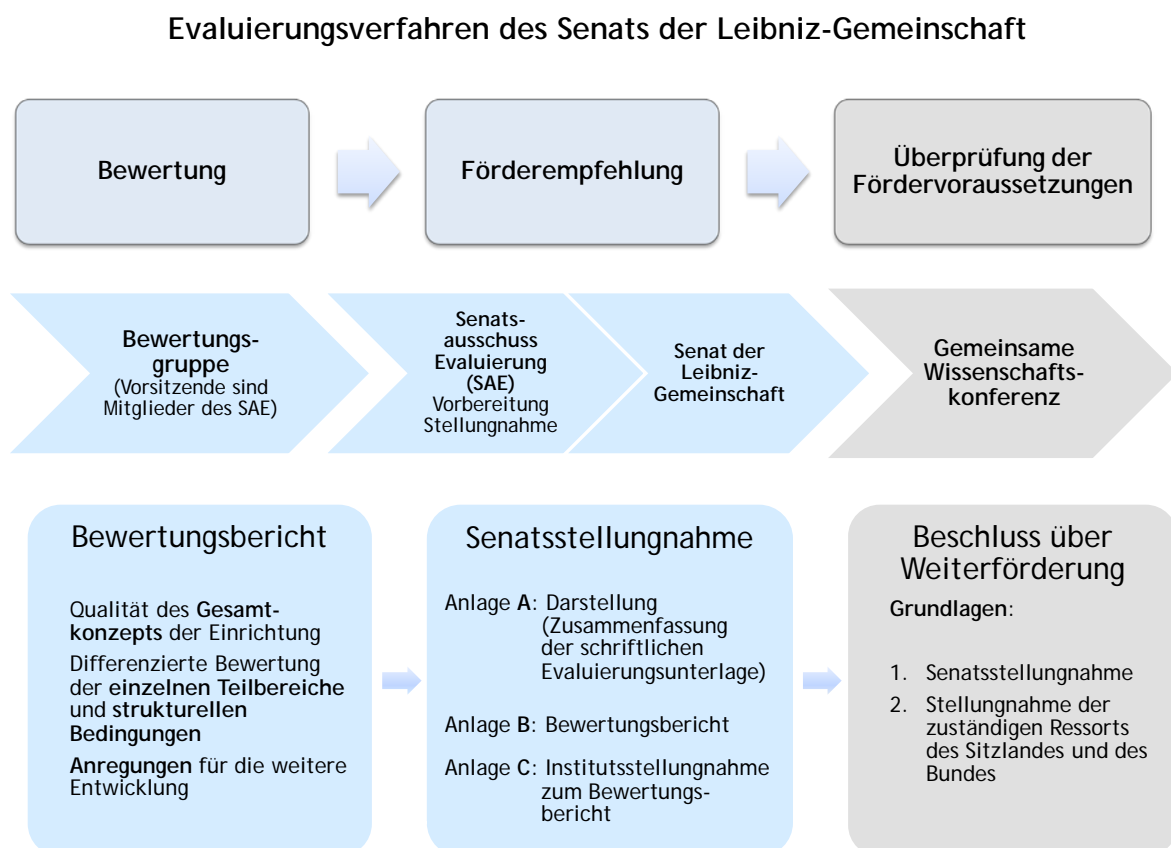 Evaluierungsverfahren des Senats der Leibniz-Gemeinschaft
Bewertung
Förderempfehlung
Überprüfung der
Fördervoraussetzungen
Bewertungs-
gruppe
(Vorsitzende sind
Mitglieder des SAE)
Senats-
ausschuss
Evaluierung
(SAE)
Vorbereitung
Stellungnahme
Senat der
Leibniz-
Gemeinschaft
Gemeinsame
Wissenschafts-
konferenz
Bewertungsbericht
Qualität des Gesamt-
konzepts der Einrichtung
Differenzierte Bewertung
der einzelnen Teilbereiche
und strukturellen
Bedingungen
Anregungen für die weitere
Entwicklung
Senatsstellungnahme
Anlage A: Darstellung
(Zusammenfassung
der schriftlichen
Evaluierungsunterlage)
Anlage B: Bewertungsbericht
Anlage C: Institutsstellungnahme
zum Bewertungs-
bericht
Beschluss über
Weiterförderung
Grundlagen:
1. Senatsstellungnahme
2. Stellungnahme der
zuständigen Ressorts
des Sitzlandes und des
Bundes